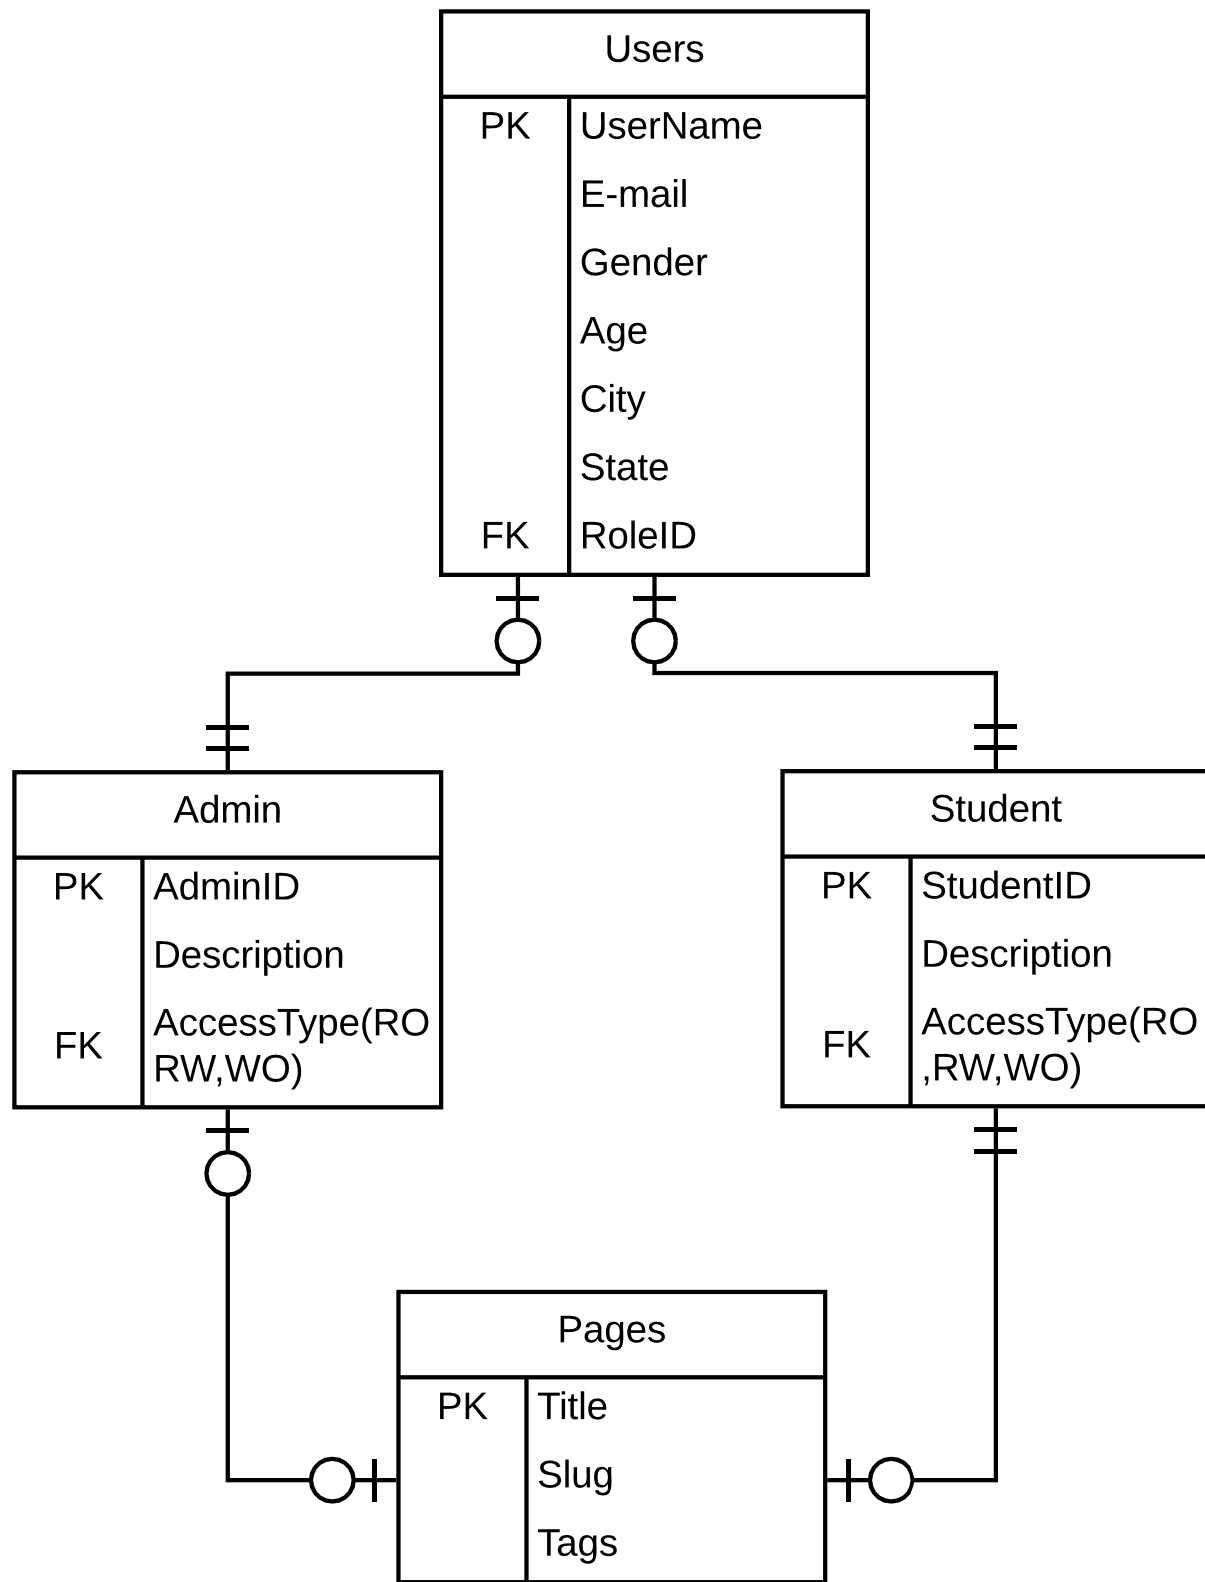 Users
PK UserName
E-mail
Gender
Age
City
State
FK RoleID
Admin
PK AdminID
Description
FK AccessType(RO
RW,WO)
Student
PK StudentID
Description
FK AccessType(RO
,RW,WO)
Pages
PK Title
Slug
Tags